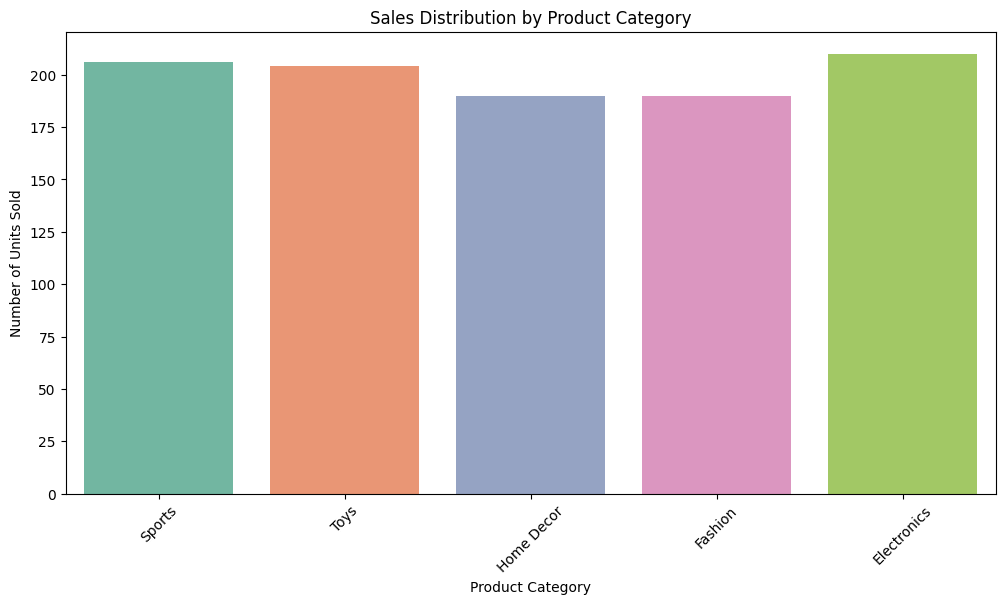 Sales Distribution by Product Category
Number of Units Sold
200
175
150
125
100
75
50
25
0
Sports
Toys
Home Decor
Fashion
Electronics
Product Category